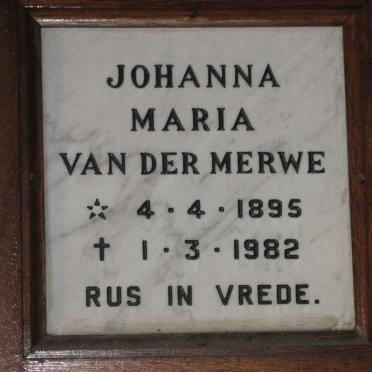 JOHANNA
MARIA
VAN DER MERWE
☆ 4·4·1895
† 1·3·1982
RUS IN VREDE.